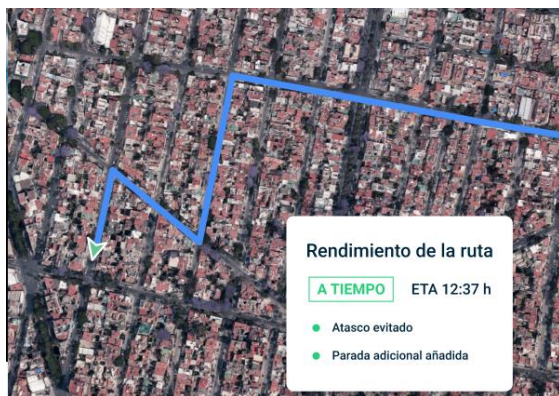 Rendimiento de la ruta
A TIEMPO ETA 12:37 h
Atasco evitado
Parada adicional añadida